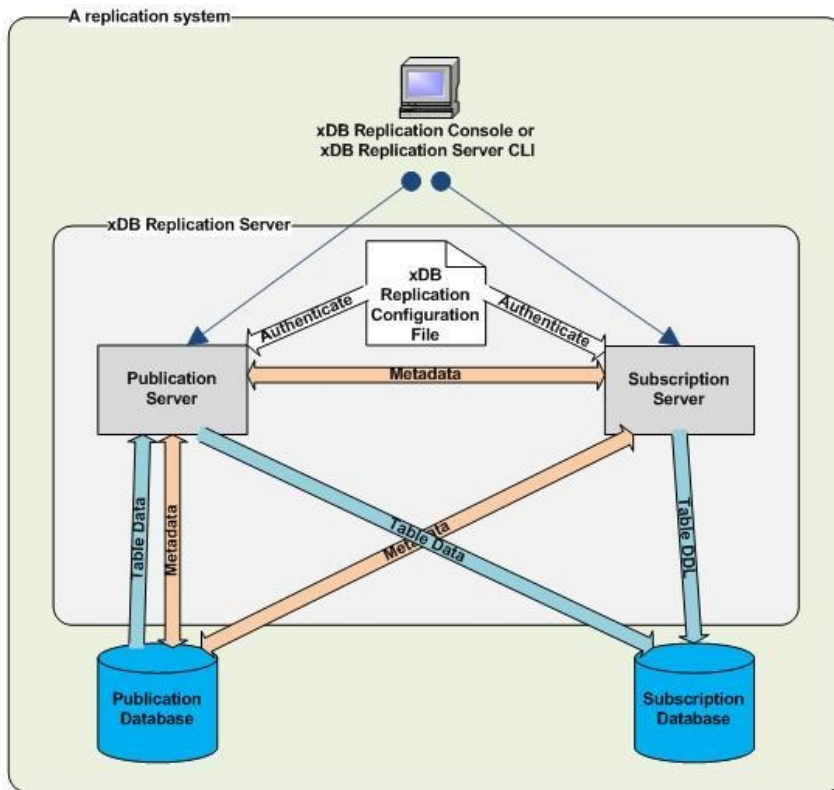 A replication system
xDB Replication Console or
xDB Replication Server CLI
xDB Replication Server
xDB
Replication
Configuration
File
Authenticate
Authenticate
Publication
Server
Metadata
Subscription
Server
Table Data
Metadata
Table Data
Metadata
Table DDL
Publication
Database
Subscription
Database